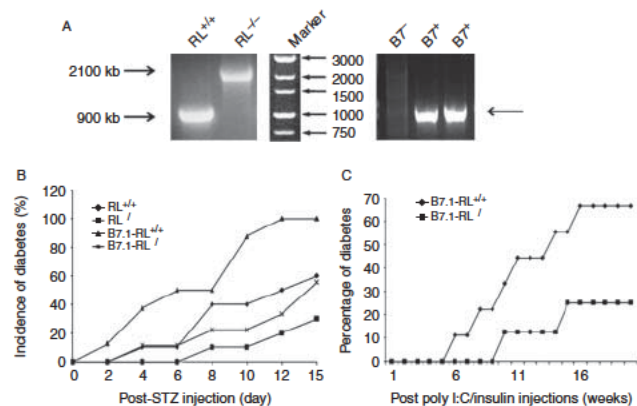 A
RL+/+
RL−/−
Marker
B7−
B7+
B7+
2100 kb
900 kb
3000
2000
1500
1000
750
B
Incidence of diabetes (%)
120
100
80
60
40
20
0
RL+/+
RL /
B7.1-RL+/+
B7.1-RL /
0 2 4 6 8 10 12 15
Post-STZ injection (day)
C
Percentage of diabetes
70
60
50
40
30
20
10
0
B7.1-RL+/+
B7.1-RL /
1 11 16
Post poly I:C/insulin injections (weeks)